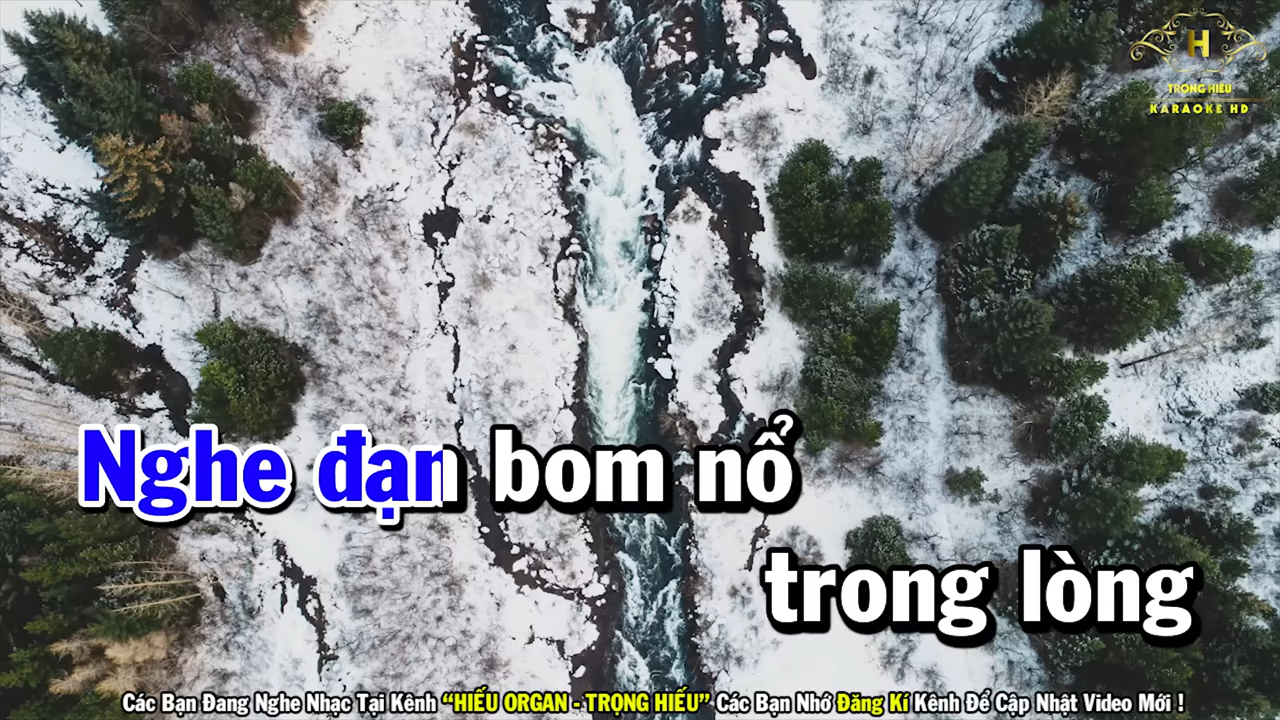 H
TRỌNG HIẾU
KARAOKE HD
Nghe đạn bom nổ
trong lòng
Các Bạn Đang Nghe Nhạc Tại Kênh “HIẾU ORGAN - TRỌNG HIẾU” Các Bạn Nhớ Đăng Kí Kênh Để Cập Nhật Video Mới !